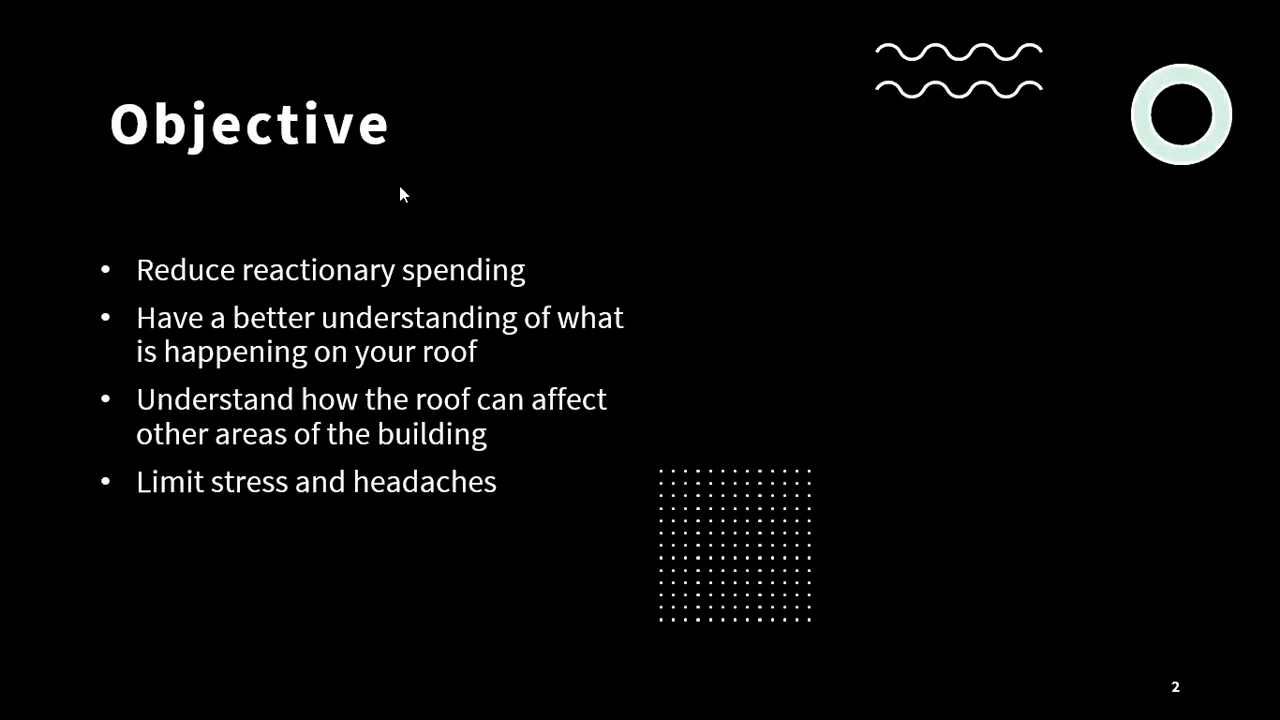 Objective
• Reduce reactionary spending
• Have a better understanding of what
is happening on your roof
• Understand how the roof can affect
other areas of the building
• Limit stress and headaches
2